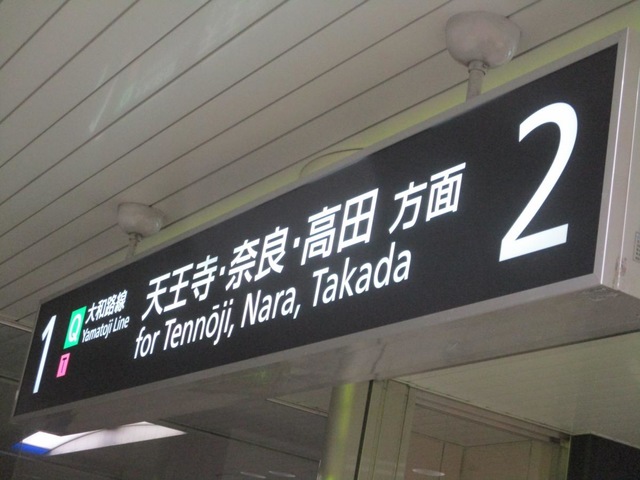 1
Q 大和路線
Yamatoji Line
T
天王寺・奈良・高田 方面
for Tennōji, Nara, Takada
2